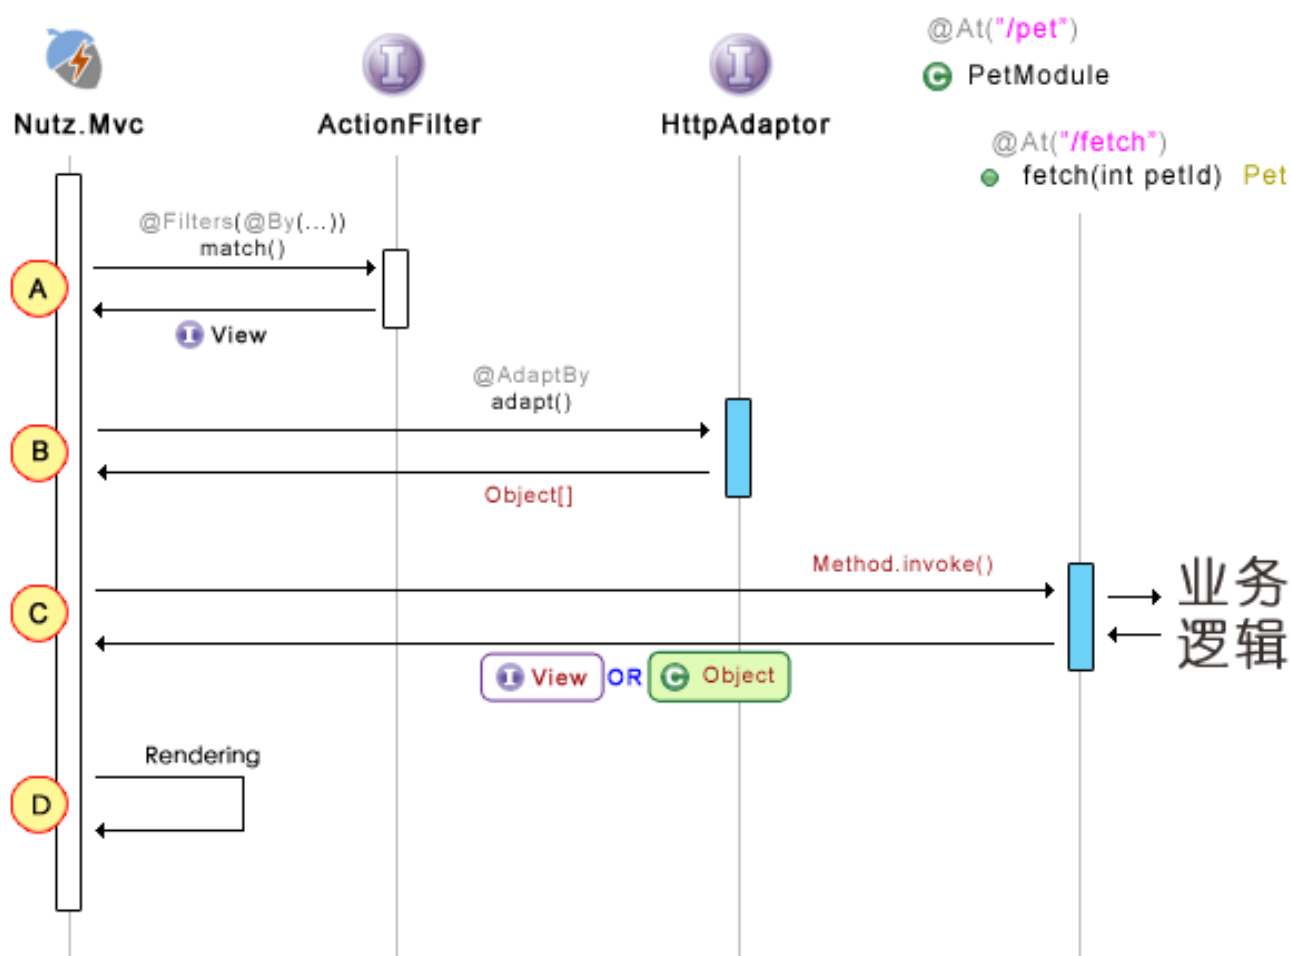 @At("/pet")
C PetModule
I
I
Nutz.Mvc
ActionFilter
HttpAdaptor
@At("/fetch")
fetch(int petId) Pet
@Filters(@By(...))
match()
A
I View
@AdaptBy
adapt()
B
Object[]
Method.invoke()
C
业务
逻辑
I View OR C Object
Rendering
D